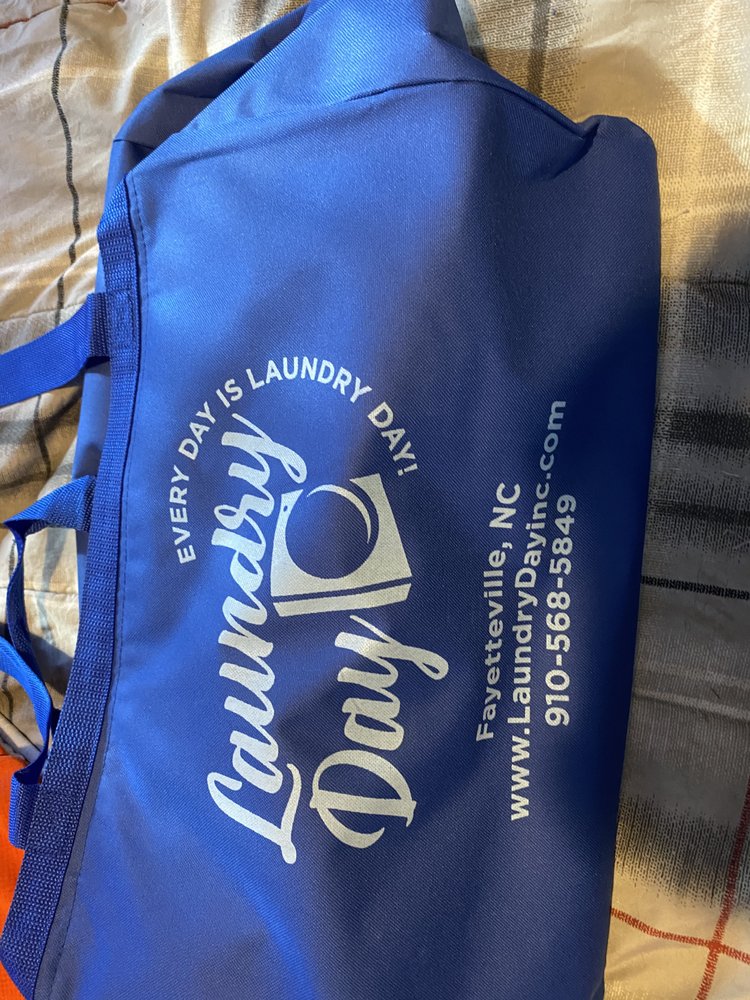 EVERY DAY IS LAUNDRY DAY!
Laundry
Day
Fayetteville, NC
www.LaundryDayinc.com
910-568-5849